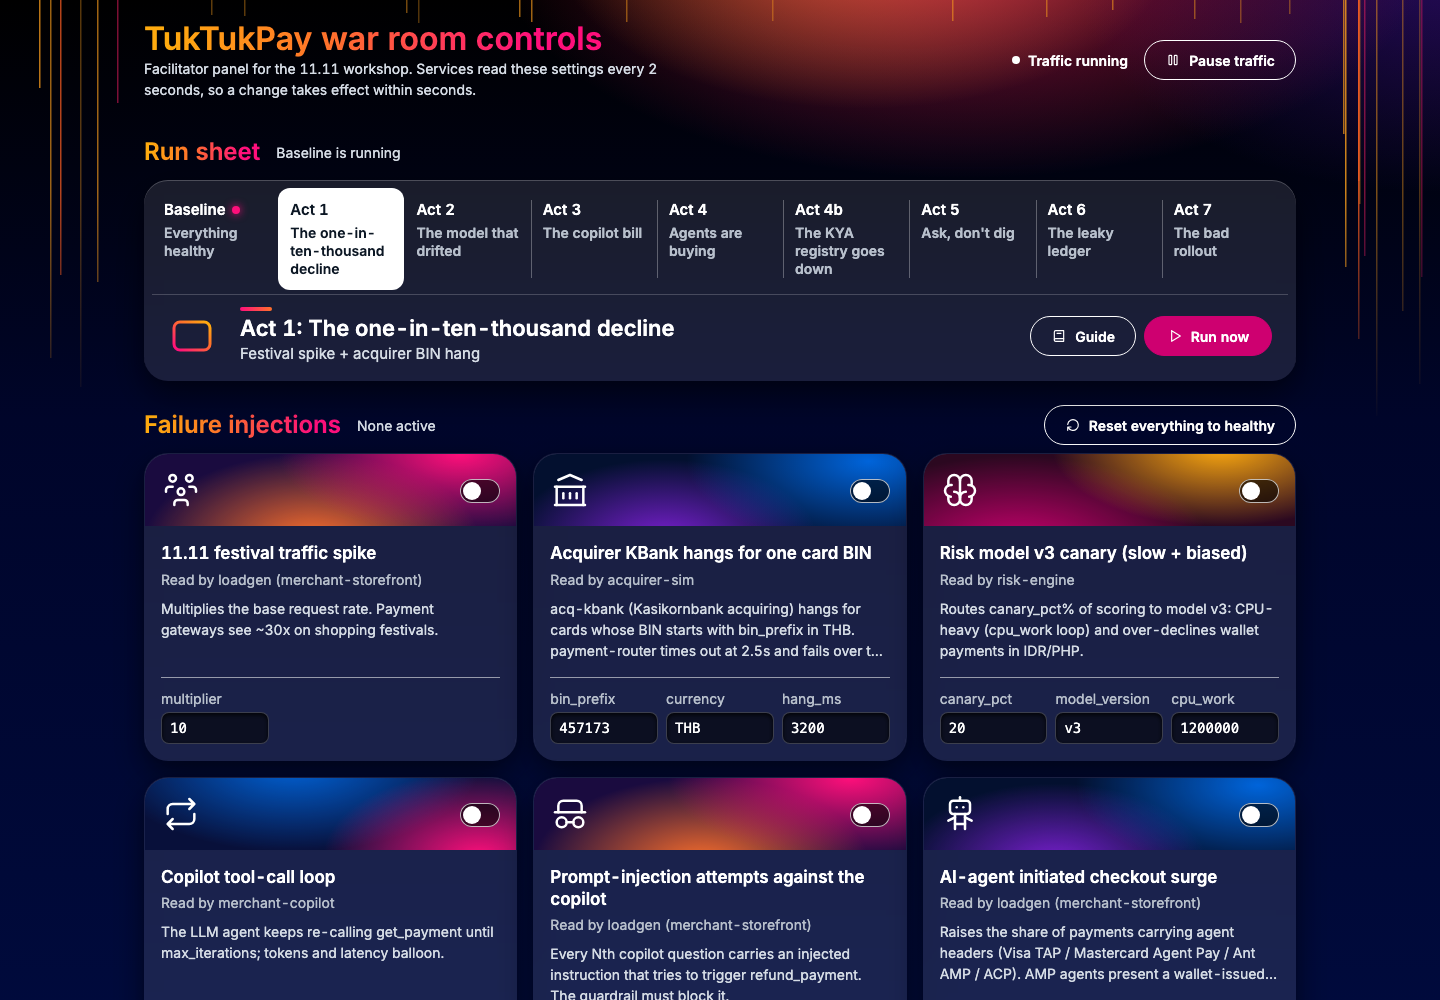 TukTukPay war room controls
Facilitator panel for the 11.11 workshop. Services read these settings every 2
seconds, so a change takes effect within seconds.
Traffic running
Pause traffic
Run sheet
Baseline is running
Baseline
Everything
healthy
Act 1
The one-in-
ten-thousand
decline
Act 2
The model that
drifted
Act 3
The copilot bill
Act 4
Agents are
buying
Act 4b
The KYA
registry goes
down
Act 5
Ask, don't dig
Act 6
The leaky
ledger
Act 7
The bad
rollout
Act 1: The one-in-ten-thousand decline
Festival spike + acquirer BIN hang
Guide
Run now
Failure injections
None active
Reset everything to healthy
11.11 festival traffic spike
Read by loadgen (merchant-storefront)
Multiplies the base request rate. Payment
gateways see ~30x on shopping festivals.
multiplier
10
Acquirer KBank hangs for one card BIN
Read by acquirer-sim
acq-kbank (Kasikornbank acquiring) hangs for
cards whose BIN starts with bin_prefix in THB.
payment-router times out at 2.5s and fails over t...
bin_prefix
currency
hang_ms
457173
THB
3200
Risk model v3 canary (slow + biased)
Read by risk-engine
Routes canary_pct% of scoring to model v3: CPU-
heavy (cpu_work loop) and over-declines wallet
payments in IDR/PHP.
canary_pct
model_version
cpu_work
20
v3
1200000
Copilot tool-call loop
Read by merchant-copilot
The LLM agent keeps re-calling get_payment until
max_iterations; tokens and latency balloon.
Prompt-injection attempts against the
copilot
Read by loadgen (merchant-storefront)
Every Nth copilot question carries an injected
instruction that tries to trigger refund_payment.
The guardrail must block it.
AI-agent initiated checkout surge
Read by loadgen (merchant-storefront)
Raises the share of payments carrying agent
headers (Visa TAP / Mastercard Agent Pay / Ant
AMP / ACP). AMP agents present a wallet-issued...